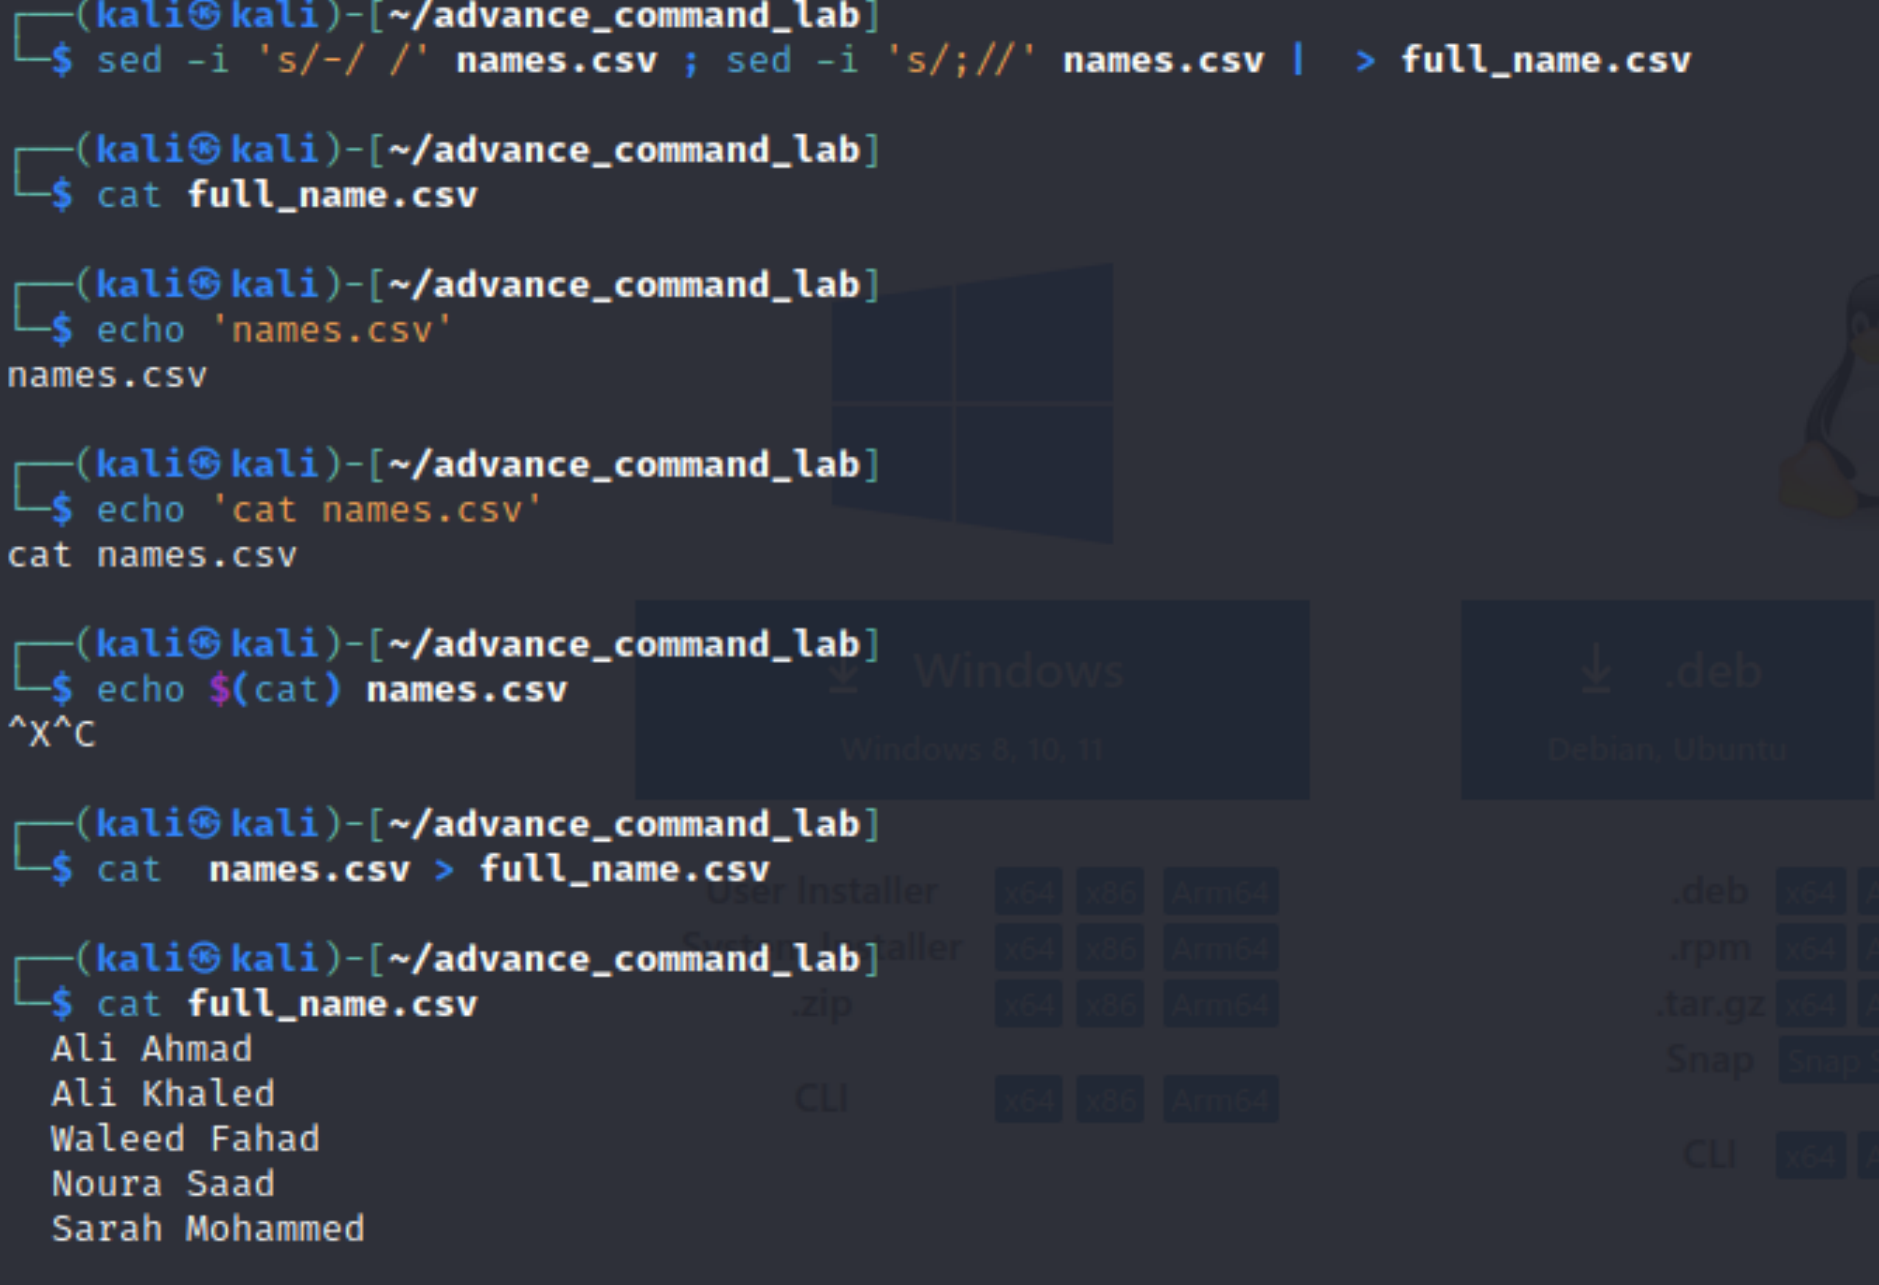 ┌──(kali㉿kali)-[~/advance_command_lab]
└─$ sed -i 's/-/ /' names.csv ; sed -i 's/;//' names.csv |  > full_name.csv
┌──(kali㉿kali)-[~/advance_command_lab]
└─$ cat full_name.csv
┌──(kali㉿kali)-[~/advance_command_lab]
└─$ echo 'names.csv'
names.csv
┌──(kali㉿kali)-[~/advance_command_lab]
└─$ echo 'cat names.csv'
cat names.csv
┌──(kali㉿kali)-[~/advance_command_lab]
└─$ echo $(cat) names.csv
^X^C
┌──(kali㉿kali)-[~/advance_command_lab]
└─$ cat  names.csv > full_name.csv
┌──(kali㉿kali)-[~/advance_command_lab]
└─$ cat full_name.csv
Ali Ahmad
Ali Khaled
Waleed Fahad
Noura Saad
Sarah Mohammed
Windows
Windows 8, 10, 11
User Installer x64 x86 Arm64
System Installer x64 x86 Arm64
.zip x64 x86 Arm64
CLI x64 x86 Arm64
.deb
Debian, Ubuntu
.deb x64
.rpm x64
.tar.gz x64
Snap Snap
CLI x64